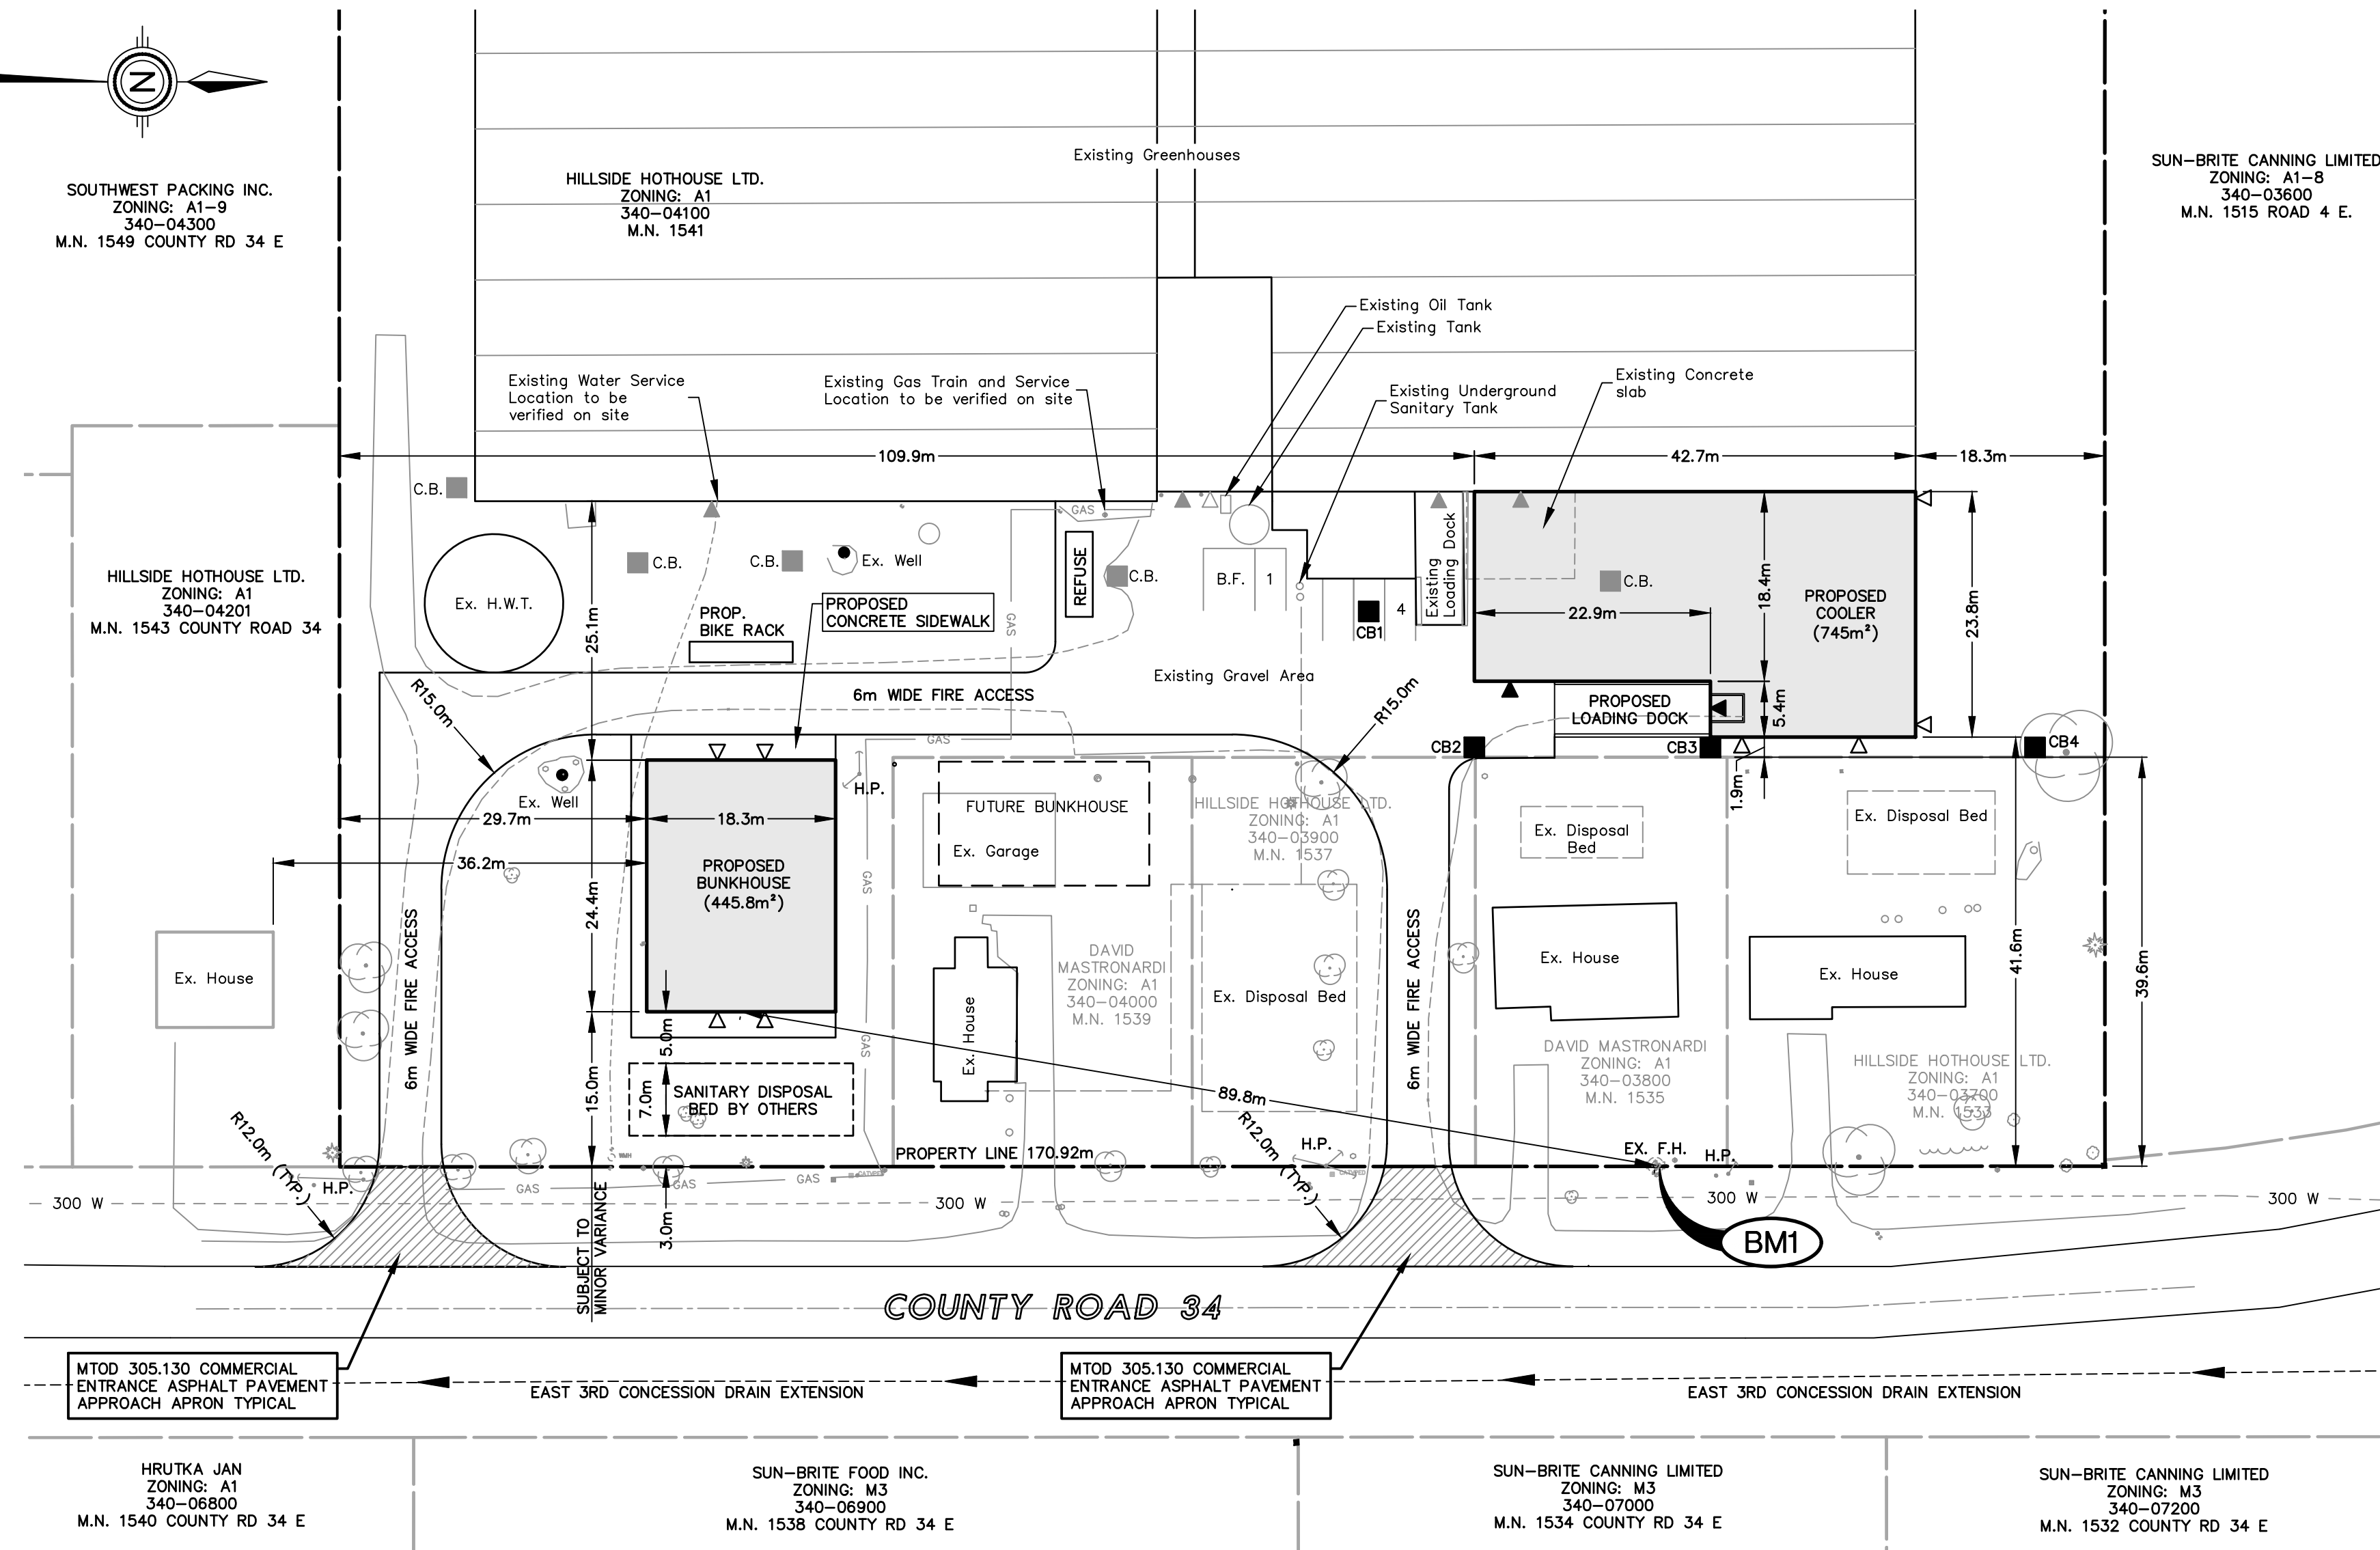 N
SOUTHWEST PACKING INC.
ZONING: A1-9
340-04300
M.N. 1549 COUNTY RD 34 E
HILLSIDE HOTHOUSE LTD.
ZONING: A1
340-04100
M.N. 1541
Existing Greenhouses
SUN-BRITE CANNING LIMITED
ZONING: A1-8
340-03600
M.N. 1515 ROAD 4 E.
Existing Oil Tank
Existing Tank
Existing Water Service
Location to be
verified on site
Existing Gas Train and Service
Location to be verified on site
Existing Underground
Sanitary Tank
Existing Concrete
slab
109.9m
42.7m
18.3m
C.B.
GAS
C.B.
C.B.
Ex. Well
REFUSE
C.B.
B.F.
1
4
CB1
Existing
Loading Dock
C.B.
22.9m
18.4m
PROPOSED
COOLER
(745m²)
23.8m
HILLSIDE HOTHOUSE LTD.
ZONING: A1
340-04201
M.N. 1543 COUNTY ROAD 34
Ex. H.W.T.
25.1m
PROP.
BIKE RACK
PROPOSED
CONCRETE SIDEWALK
GAS
Existing Gravel Area
6m WIDE FIRE ACCESS
R15.0m
R15.0m
PROPOSED
LOADING DOCK
5.4m
GAS
CB2
CB3
CB4
1.9m
Ex. Well
H.P.
29.7m
18.3m
36.2m
24.4m
PROPOSED
BUNKHOUSE
(445.8m²)
GAS
FUTURE BUNKHOUSE
Ex. Garage
HILLSIDE HOTHOUSE LTD.
ZONING: A1
340-03900
M.N. 1537
Ex. Disposal
Bed
Ex. Disposal Bed
Ex. House
6m WIDE FIRE ACCESS
Ex. House
DAVID
MASTRONARDI
ZONING: A1
340-04000
M.N. 1539
Ex. Disposal Bed
6m WIDE FIRE ACCESS
Ex. House
Ex. House
41.6m
39.6m
5.0m
GAS
15.0m
7.0m
SANITARY DISPOSAL
BED BY OTHERS
89.8m
DAVID MASTRONARDI
ZONING: A1
340-03800
M.N. 1535
HILLSIDE HOTHOUSE LTD.
ZONING: A1
340-03700
M.N. 1533
R12.0m (TYP.)
R12.0m (TYP.)
PROPERTY LINE 170.92m
H.P.
EX. F.H.
H.P.
H.P.
GAS
GAS
GAS
300 W
300 W
300 W
300 W
3.0m
SUBJECT TO
MINOR VARIANCE
BM1
COUNTY ROAD 34
MTOD 305.130 COMMERCIAL
ENTRANCE ASPHALT PAVEMENT
APPROACH APRON TYPICAL
EAST 3RD CONCESSION DRAIN EXTENSION
MTOD 305.130 COMMERCIAL
ENTRANCE ASPHALT PAVEMENT
APPROACH APRON TYPICAL
EAST 3RD CONCESSION DRAIN EXTENSION
HRUTKA JAN
ZONING: A1
340-06800
M.N. 1540 COUNTY RD 34 E
SUN-BRITE FOOD INC.
ZONING: M3
340-06900
M.N. 1538 COUNTY RD 34 E
SUN-BRITE CANNING LIMITED
ZONING: M3
340-07000
M.N. 1534 COUNTY RD 34 E
SUN-BRITE CANNING LIMITED
ZONING: M3
340-07200
M.N. 1532 COUNTY RD 34 E